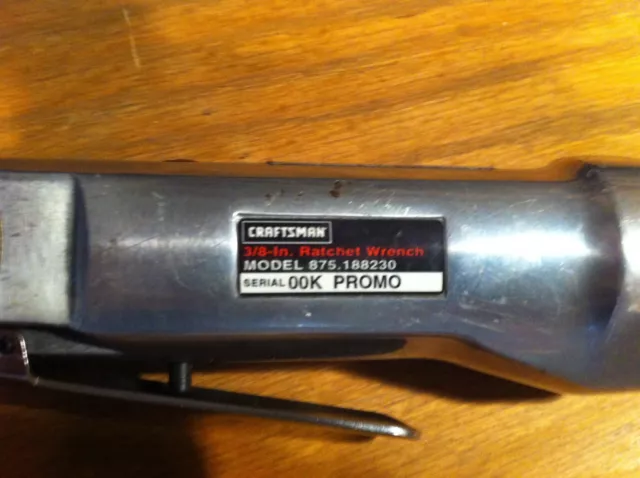 CRAFTSMAN
3/8-In. Ratchet Wrench
MODEL 875.188230
SERIAL 00K PROMO